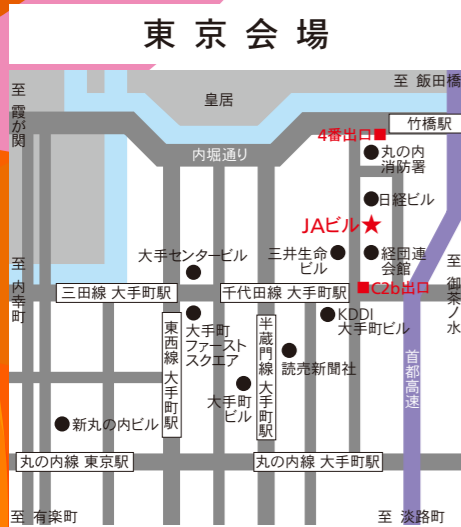 東京会場
至 飯田橋
至 霞が関
皇居
竹橋駅
4番出口
内堀通り
丸の内
消防署
日経ビル
JAビル
大手センタービル
三井生命
ビル
経団連
会館
至 内幸町
至 御茶ノ水
三田線 大手町駅
千代田線 大手町駅
C2b出口
東西線 大手町駅
大手町
ファースト
スクエア
半蔵門線 大手町駅
KDDI
大手町ビル
首都高速
読売新聞社
大手町
ビル
新丸の内ビル
丸の内線 東京駅
丸の内線 大手町駅
至 有楽町
至 淡路町